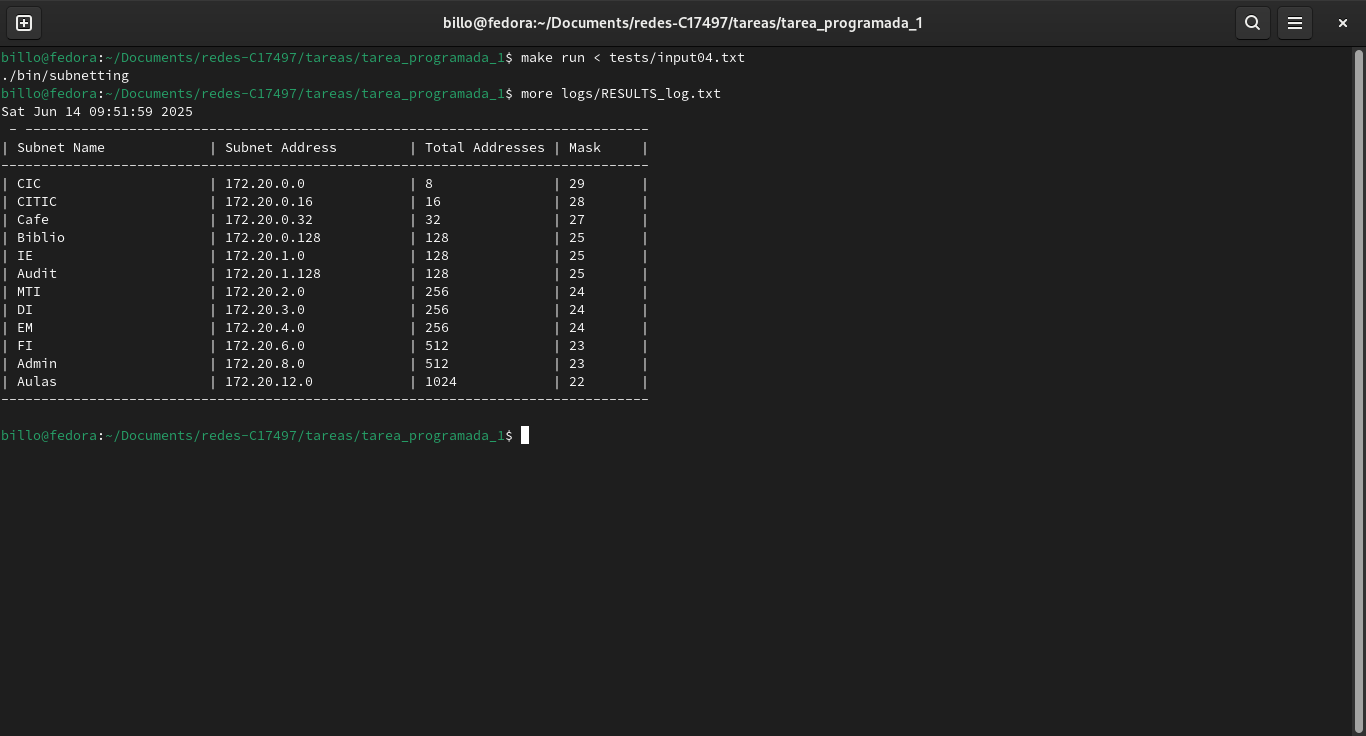 billo@fedora:~/Documents/redes-C17497/tareas/tarea_programada_1
billo@fedora:~/Documents/redes-C17497/tareas/tarea_programada_1$ make run < tests/input04.txt
./bin/subnetting
billo@fedora:~/Documents/redes-C17497/tareas/tarea_programada_1$ more logs/RESULTS_log.txt
Sat Jun 14 09:51:59 2025
 - ------------------------------------------------------------------------------
| Subnet Name             | Subnet Address         | Total Addresses | Mask     |
---------------------------------------------------------------------------------
| CIC                     | 172.20.0.0             | 8               | 29       |
| CITIC                   | 172.20.0.16            | 16              | 28       |
| Cafe                    | 172.20.0.32            | 32              | 27       |
| Biblio                  | 172.20.0.128           | 128             | 25       |
| IE                      | 172.20.1.0             | 128             | 25       |
| Audit                   | 172.20.1.128           | 128             | 25       |
| MTI                     | 172.20.2.0             | 256             | 24       |
| DI                      | 172.20.3.0             | 256             | 24       |
| EM                      | 172.20.4.0             | 256             | 24       |
| FI                      | 172.20.6.0             | 512             | 23       |
| Admin                   | 172.20.8.0             | 512             | 23       |
| Aulas                   | 172.20.12.0            | 1024            | 22       |
---------------------------------------------------------------------------------
billo@fedora:~/Documents/redes-C17497/tareas/tarea_programada_1$